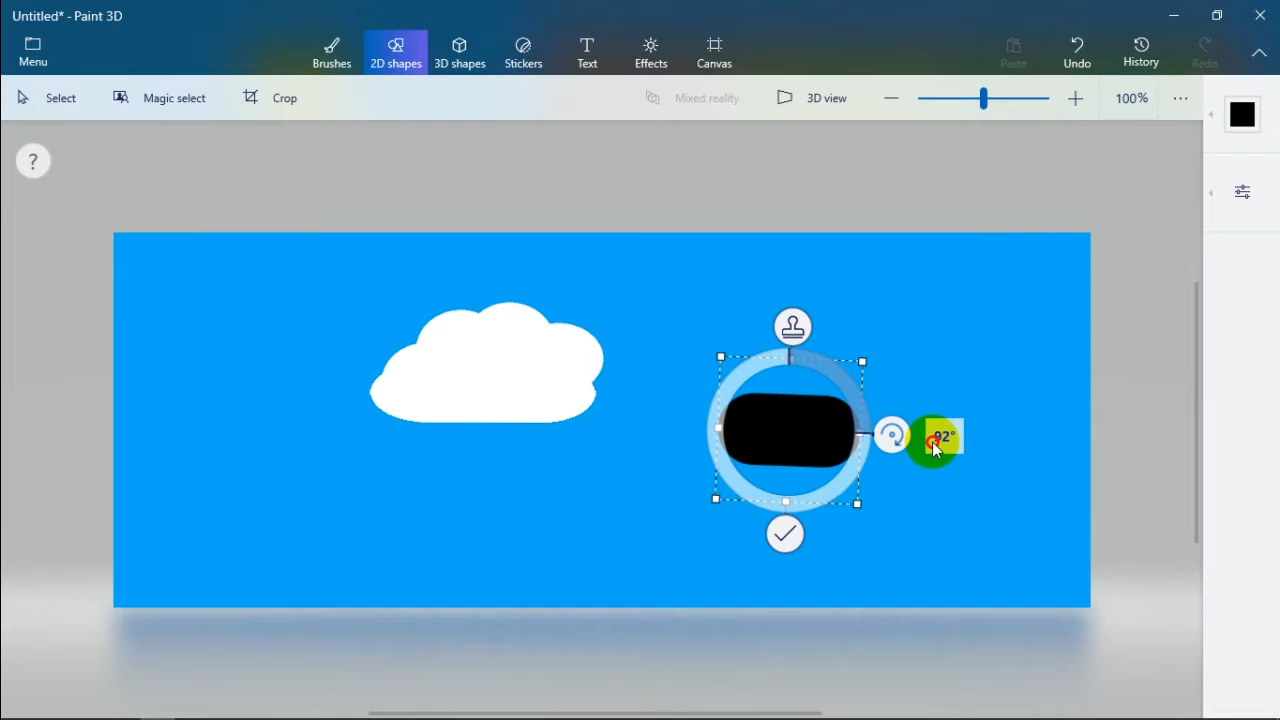 Untitled* - Paint 3D
Menu
Brushes
2D shapes
3D shapes
Stickers
Text
Effects
Canvas
Paste
Undo
History
Redo
Select
Magic select
Crop
Mixed reality
3D view
100%
?
92°